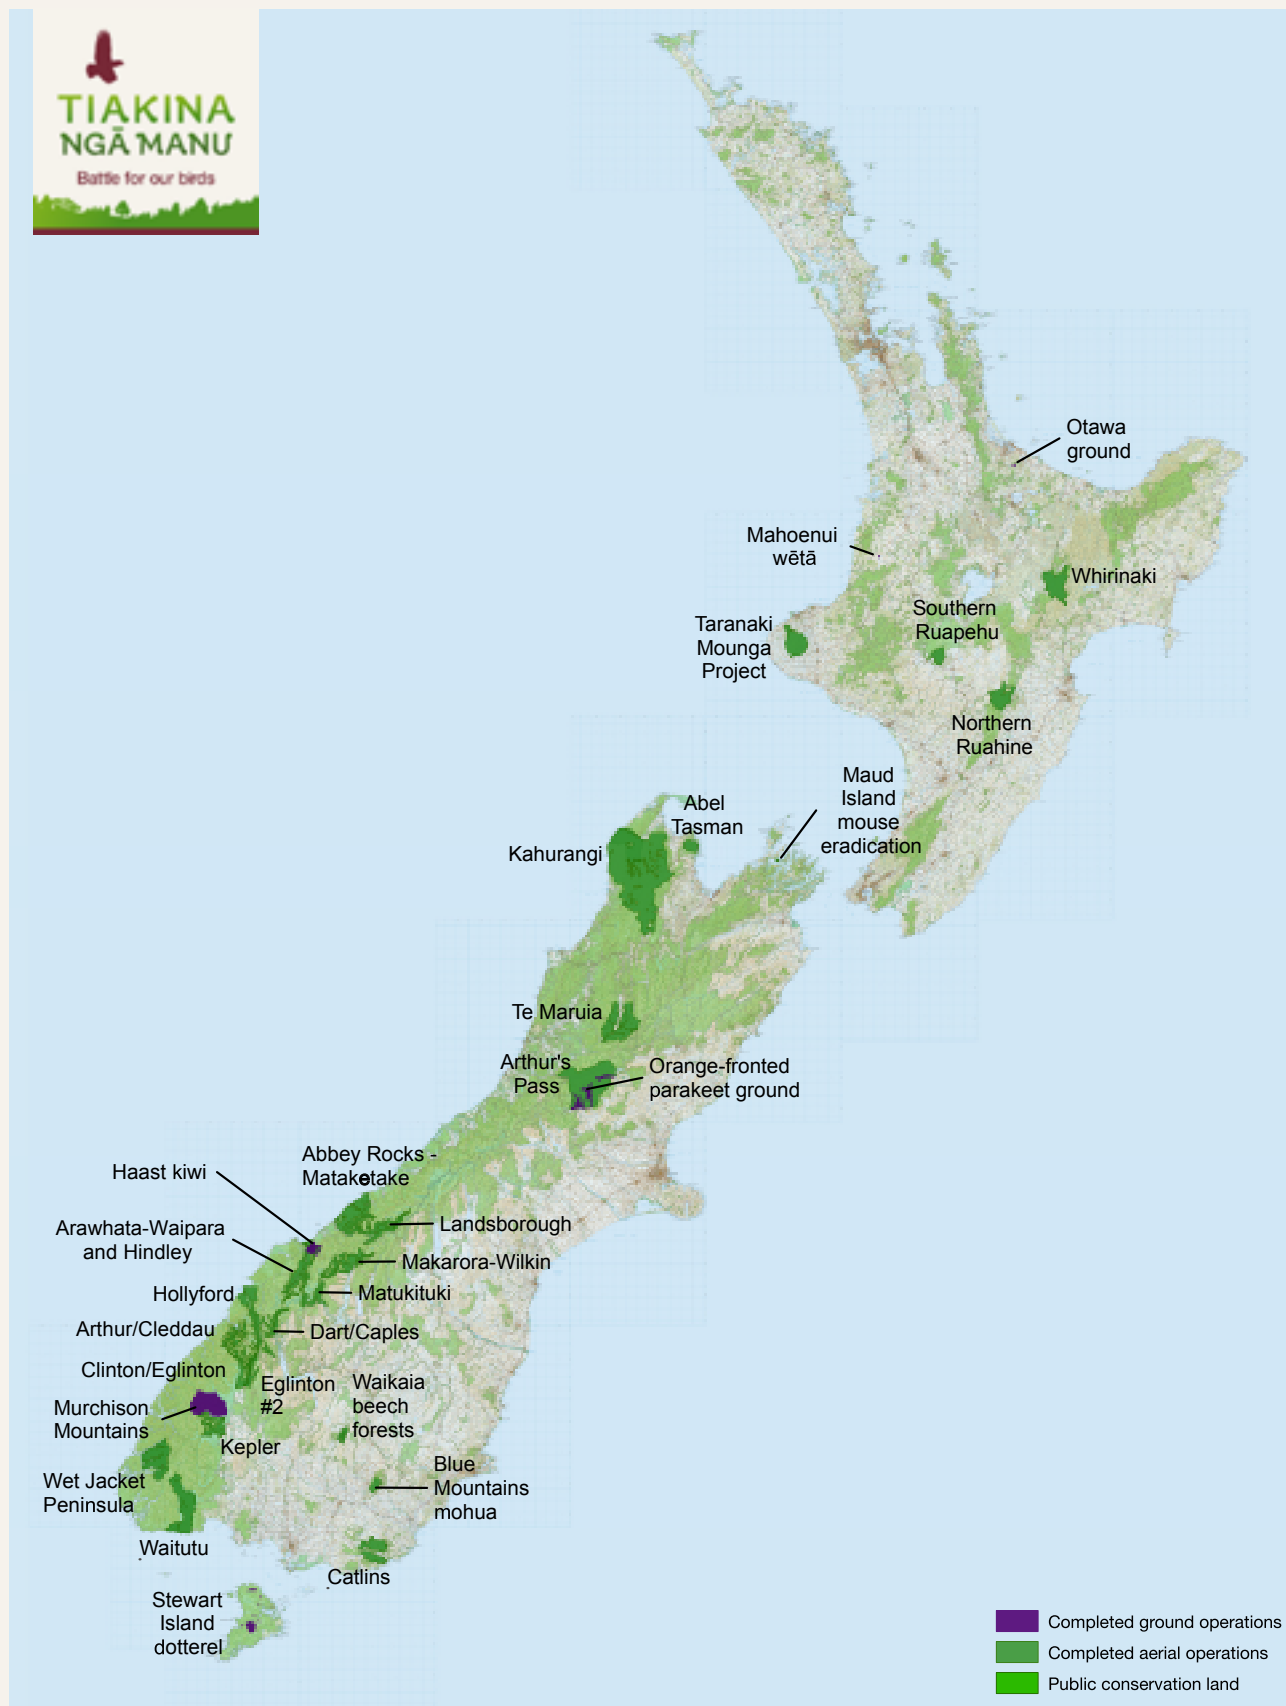 TIAKINA
NGĀ MANU
Battle for our birds
Otawa
ground
Mahoenui
wētā
Whirinaki
Southern
Ruapehu
Taranaki
Mounga
Project
Northern
Ruahine
Maud
Island
mouse
eradication
Abel
Tasman
Kahurangi
Te Maruia
Arthur's
Pass
Orange-fronted
parakeet ground
Abbey Rocks -
Mataketake
Haast kiwi
Landsborough
Arawhata-Waipara
and Hindley
Makarora-Wilkin
Hollyford
Matukituki
Arthur/Cleddau
Dart/Caples
Clinton/Eglinton
Eglinton
#2
Waikaia
beech
forests
Murchison
Mountains
Kepler
Blue
Mountains
mohua
Wet Jacket
Peninsula
Waitutu
Catlins
Stewart
Island
dotterel
Completed ground operations
Completed aerial operations
Public conservation land